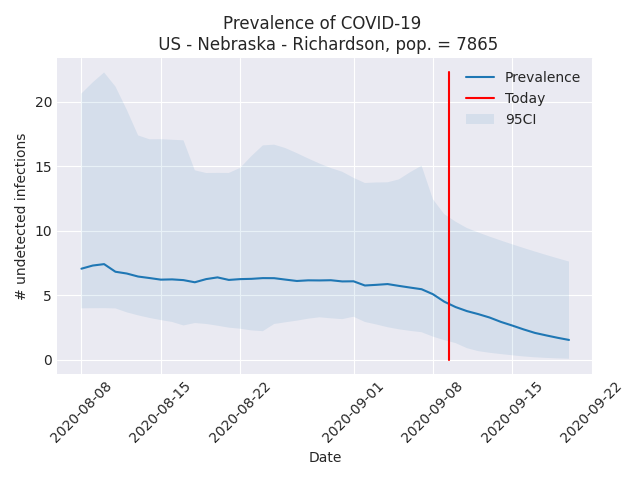 Prevalence of COVID-19
US - Nebraska - Richardson, pop. = 7865
Prevalence
Today
95CI
# undetected infections
20
15
10
5
0
2020-08-08
2020-08-15
2020-08-22
2020-09-01
2020-09-08
2020-09-15
2020-09-22
Date